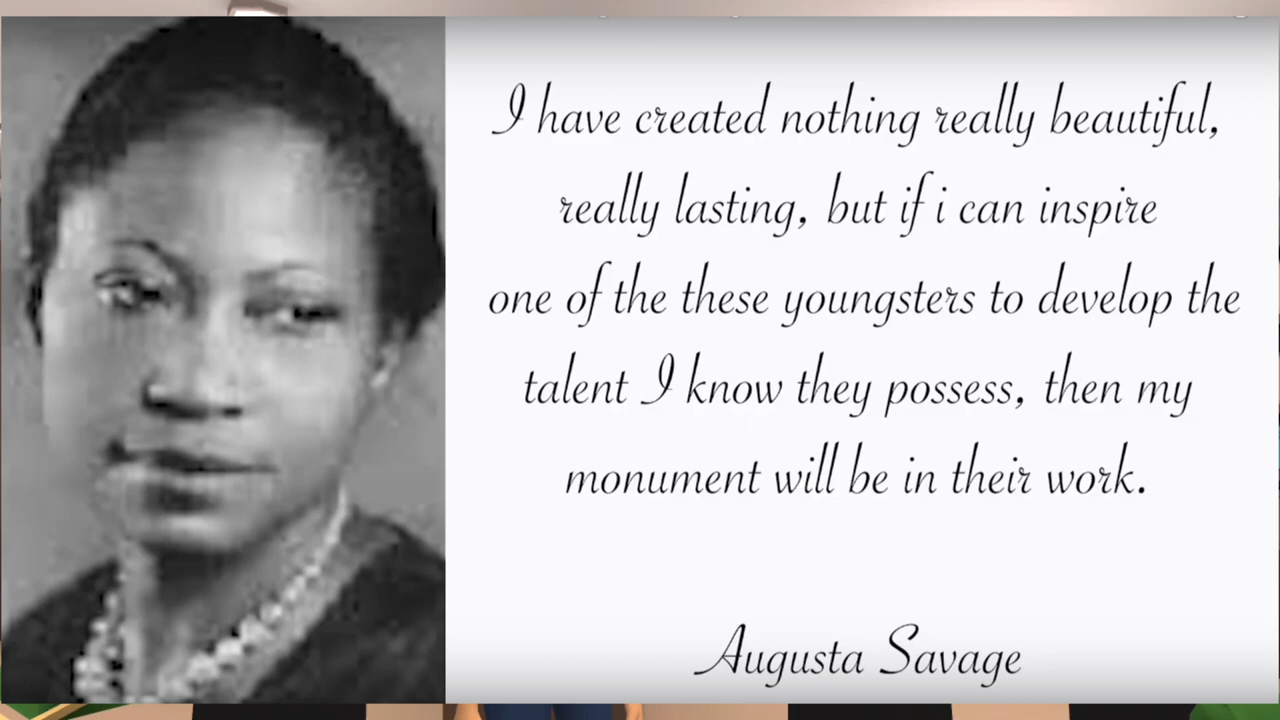 I have created nothing really beautiful,
really lasting, but if i can inspire
one of the these youngsters to develop the
talent I know they possess, then my
monument will be in their work.
Augusta Savage